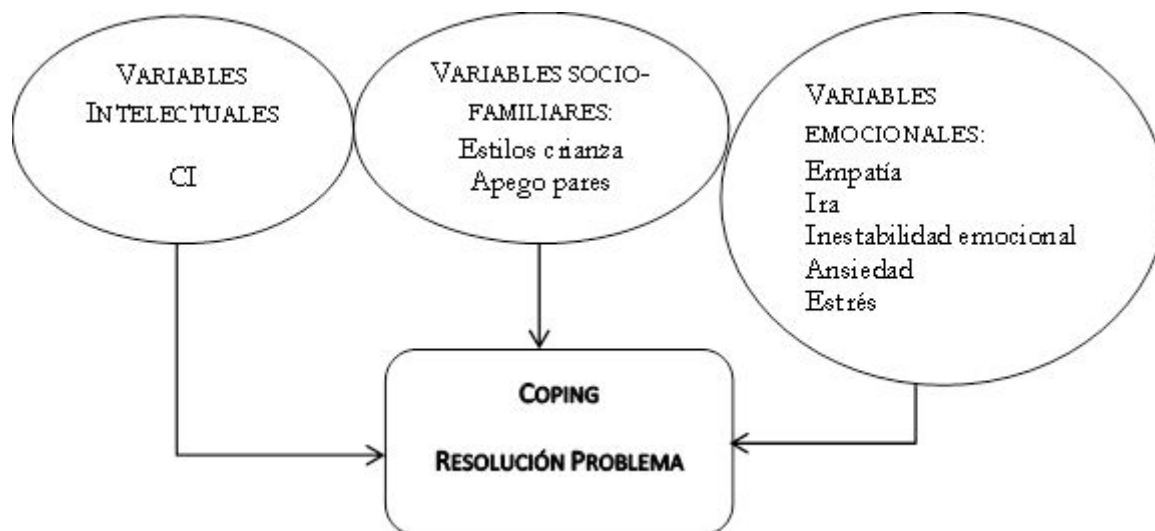 VARIABLES
INTELECTUALES
CI
VARIABLES SOCIO-
FAMILIARES:
Estilos crianza
Apego pares
VARIABLES
EMOCIONALES:
Empatía
Ira
Inestabilidad emocional
Ansiedad
Estrés
COPING
RESOLUCIÓN PROBLEMA